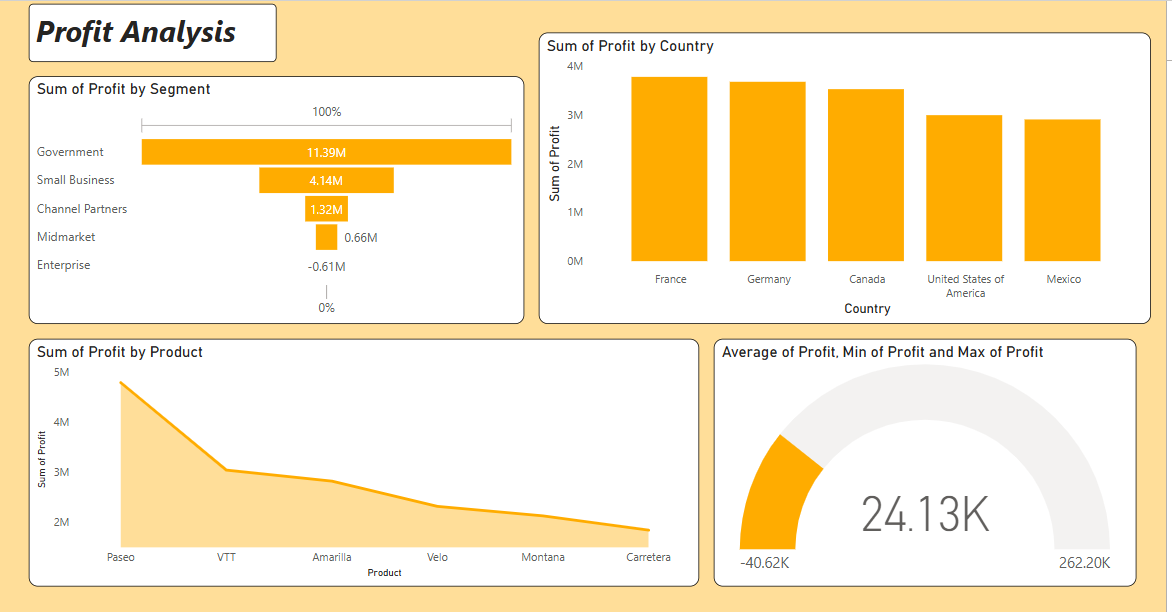 Profit Analysis
Sum of Profit by Segment
100%
Government
11.39M
Small Business
4.14M
Channel Partners
1.32M
Midmarket
0.66M
Enterprise
-0.61M
0%
Sum of Profit by Country
Sum of Profit
4M
3M
2M
1M
0M
France
Germany
Canada
United States of
America
Mexico
Country
Sum of Profit by Product
Sum of Profit
5M
4M
3M
2M
Paseo
VTT
Amarilla
Velo
Montana
Carretera
Product
Average of Profit, Min of Profit and Max of Profit
24.13K
-40.62K
262.20K